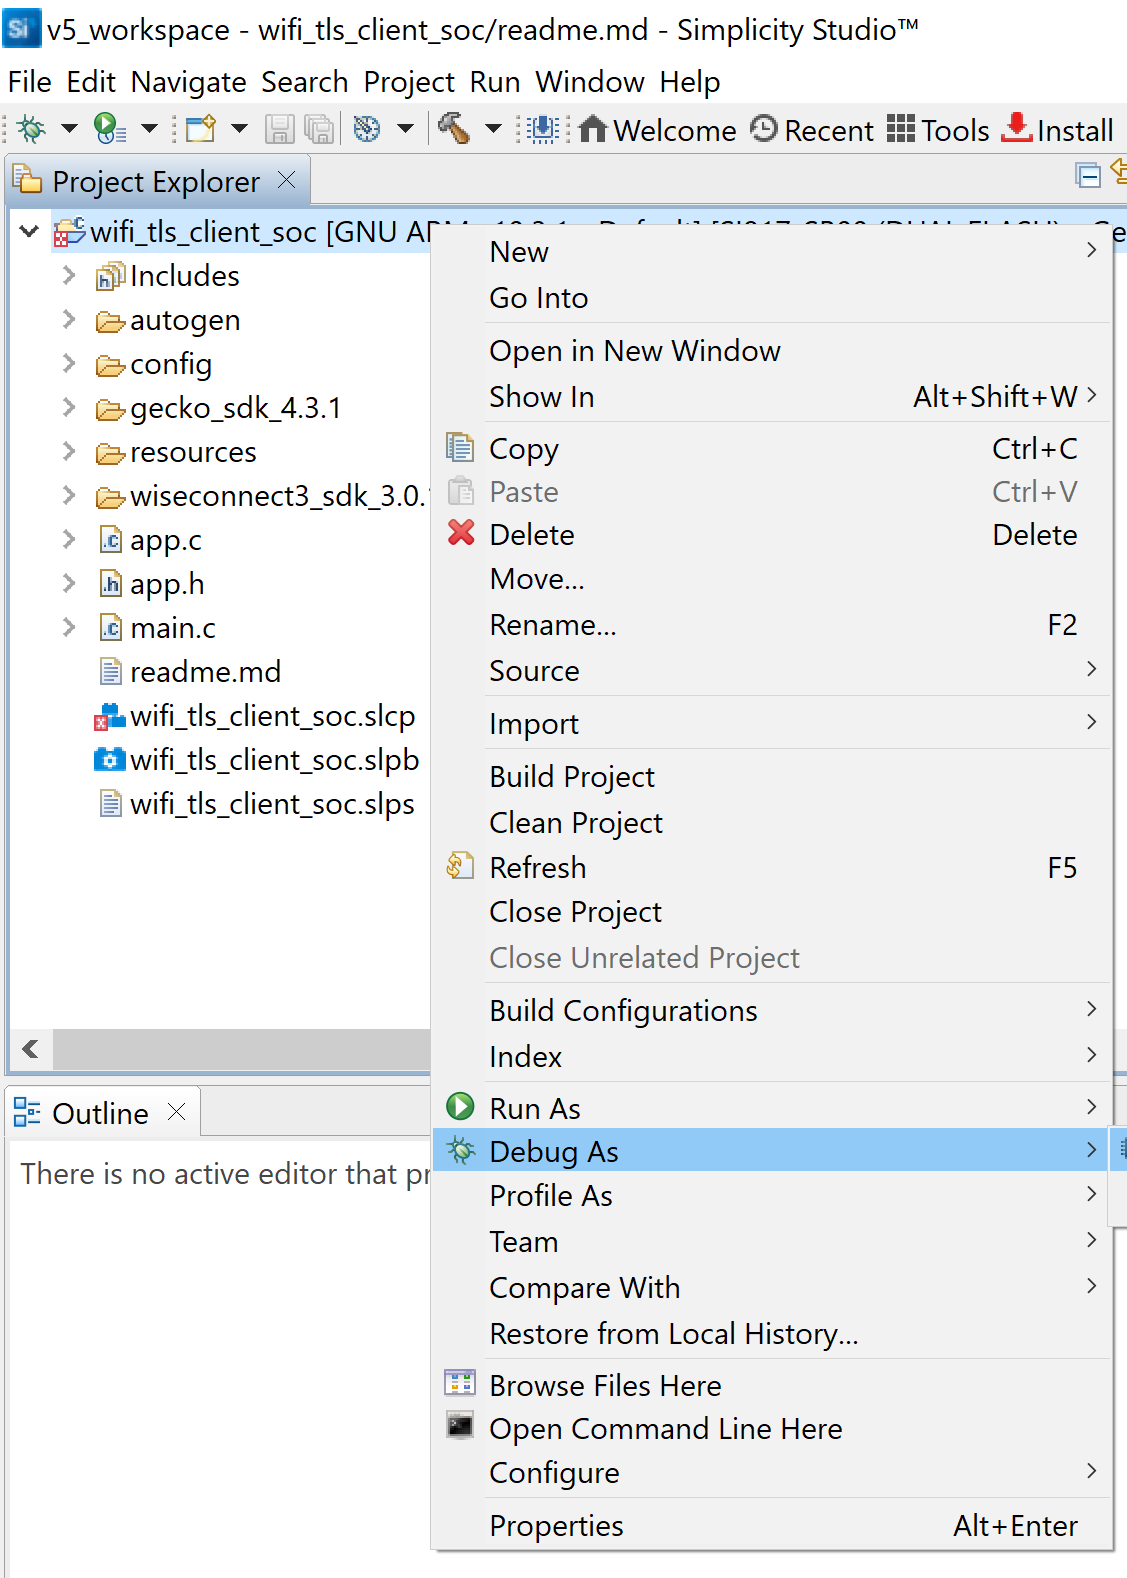 v5_workspace - wifi_tls_client_soc/readme.md - Simplicity Studio™
File Edit Navigate Search Project Run Window Help
Welcome Recent Tools Install
Project Explorer
wifi_tls_client_soc [GNU
Includes
autogen
config
gecko_sdk_4.3.1
resources
wiseconnect3_sdk_3.0.
app.c
app.h
main.c
readme.md
wifi_tls_client_soc.slcp
wifi_tls_client_soc.slpb
wifi_tls_client_soc.slps
Outline
There is no active editor that
New
Go Into
Open in New Window
Show In Alt+Shift+W
Copy Ctrl+C
Paste Ctrl+V
Delete Delete
Move...
Rename... F2
Source
Import
Build Project
Clean Project
Refresh F5
Close Project
Close Unrelated Project
Build Configurations
Index
Run As
Debug As
Profile As
Team
Compare With
Restore from Local History...
Browse Files Here
Open Command Line Here
Configure
Properties Alt+Enter